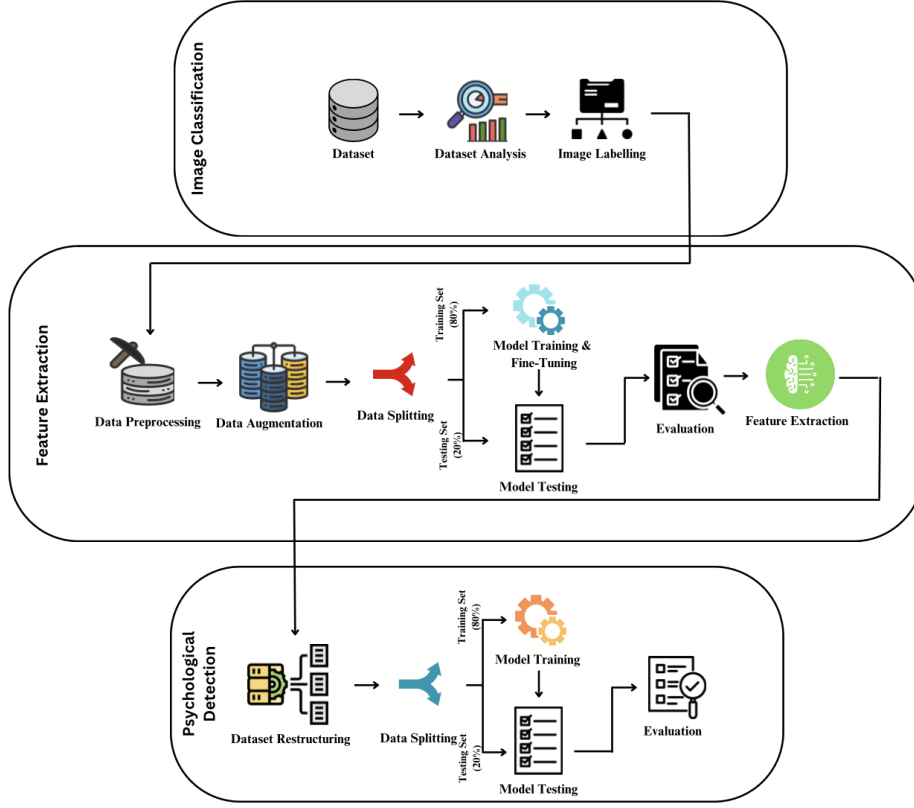 Image Classification
Dataset
Dataset Analysis
Image Labelling
Feature Extraction
Data Preprocessing
Data Augmentation
Data Splitting
Training Set
(80%)
Testing Set
(20%)
Model Training &
Fine-Tuning
Model Testing
Evaluation
Feature Extraction
Psychological
Detection
Dataset Restructuring
Data Splitting
Training Set
(80%)
Testing Set
(20%)
Model Training
Model Testing
Evaluation